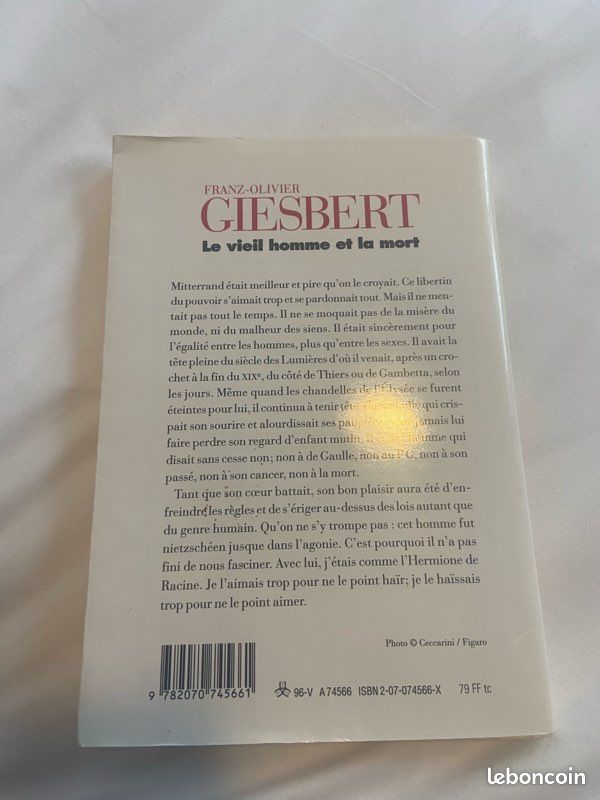 FRANZ-OLIVIER
GIESBERT
Le vieil homme et la mort
Mitterrand était meilleur et pire qu'on le croyait. Ce libertin
du pouvoir s'aimait trop et se pardonnait tout. Mais il ne men-
tait pas tout le temps. Il ne se moquait pas de la misère du
monde, ni du malheur des siens. Il était sincèrement pour
l'égalité entre les hommes, plus qu'entre les sexes. Il avait la
tête pleine du siècle des Lumières d'où il venait, après un cro-
chet à la fin du XIXe, du côté de Thiers ou de Gambetta, selon
les jours. Même quand les chandelles de l'Élysée se furent
éteintes pour lui, il continua à tenir tête qui cris-
pait son sourire et alourdissait ses jamais lui
faire perdre son regard d'enfant mutin. Il homme qui
disait sans cesse non; non à de Gaulle, non au P.C., non à son
passé, non à son cancer, non à la mort.
Tant que son cœur battait, son bon plaisir aura été d'en-
freindre les règles et de s'ériger au-dessus des lois autant que
du genre humain. Qu'on ne s'y trompe pas : cet homme fut
nietzschéen jusque dans l'agonie. C'est pourquoi il n'a pas
fini de nous fasciner. Avec lui, j'étais comme l'Hermione de
Racine. Je l'aimais trop pour ne le point haïr; je le haïssais
trop pour ne le point aimer.
Photo © Ceccarini / Figaro
9 782070 745661
96-V A 74566 ISBN 2-07-074566-X 79 FF tc
leboncoin